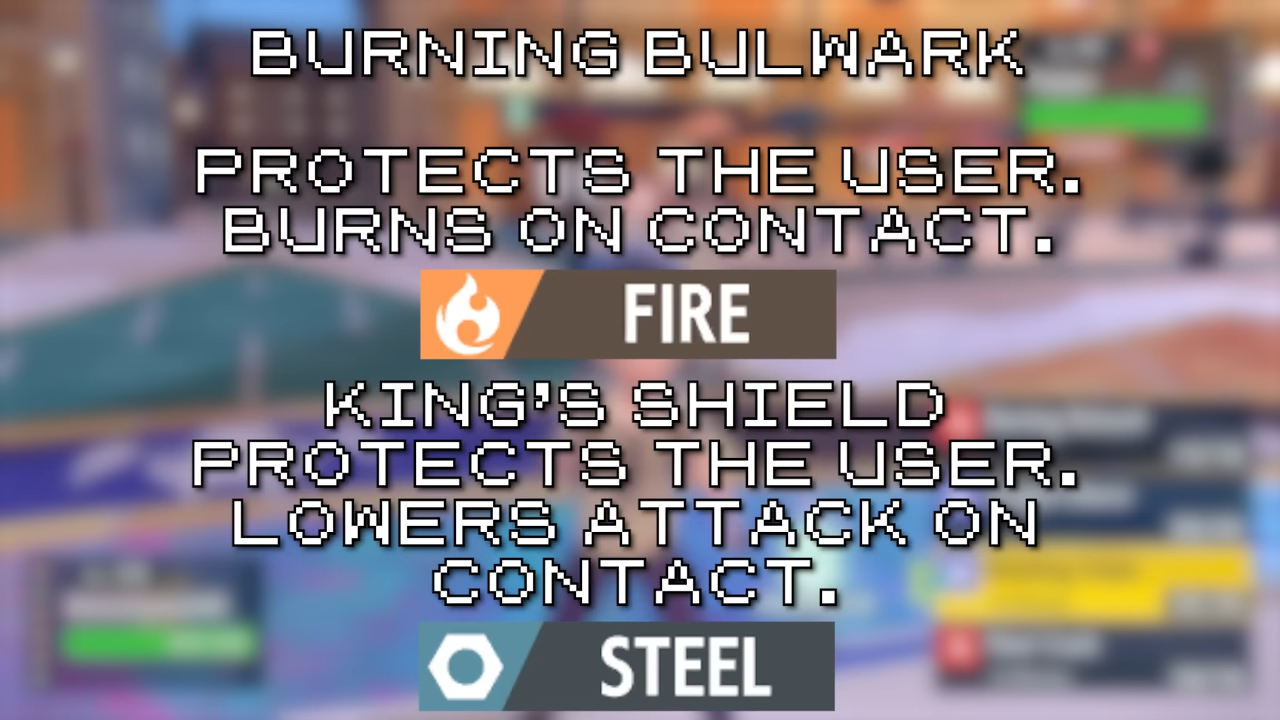 BURNING BULWARK
PROTECTS THE USER.
BURNS ON CONTACT.
FIRE
KING'S SHIELD
PROTECTS THE USER.
LOWERS ATTACK ON
CONTACT.
STEEL